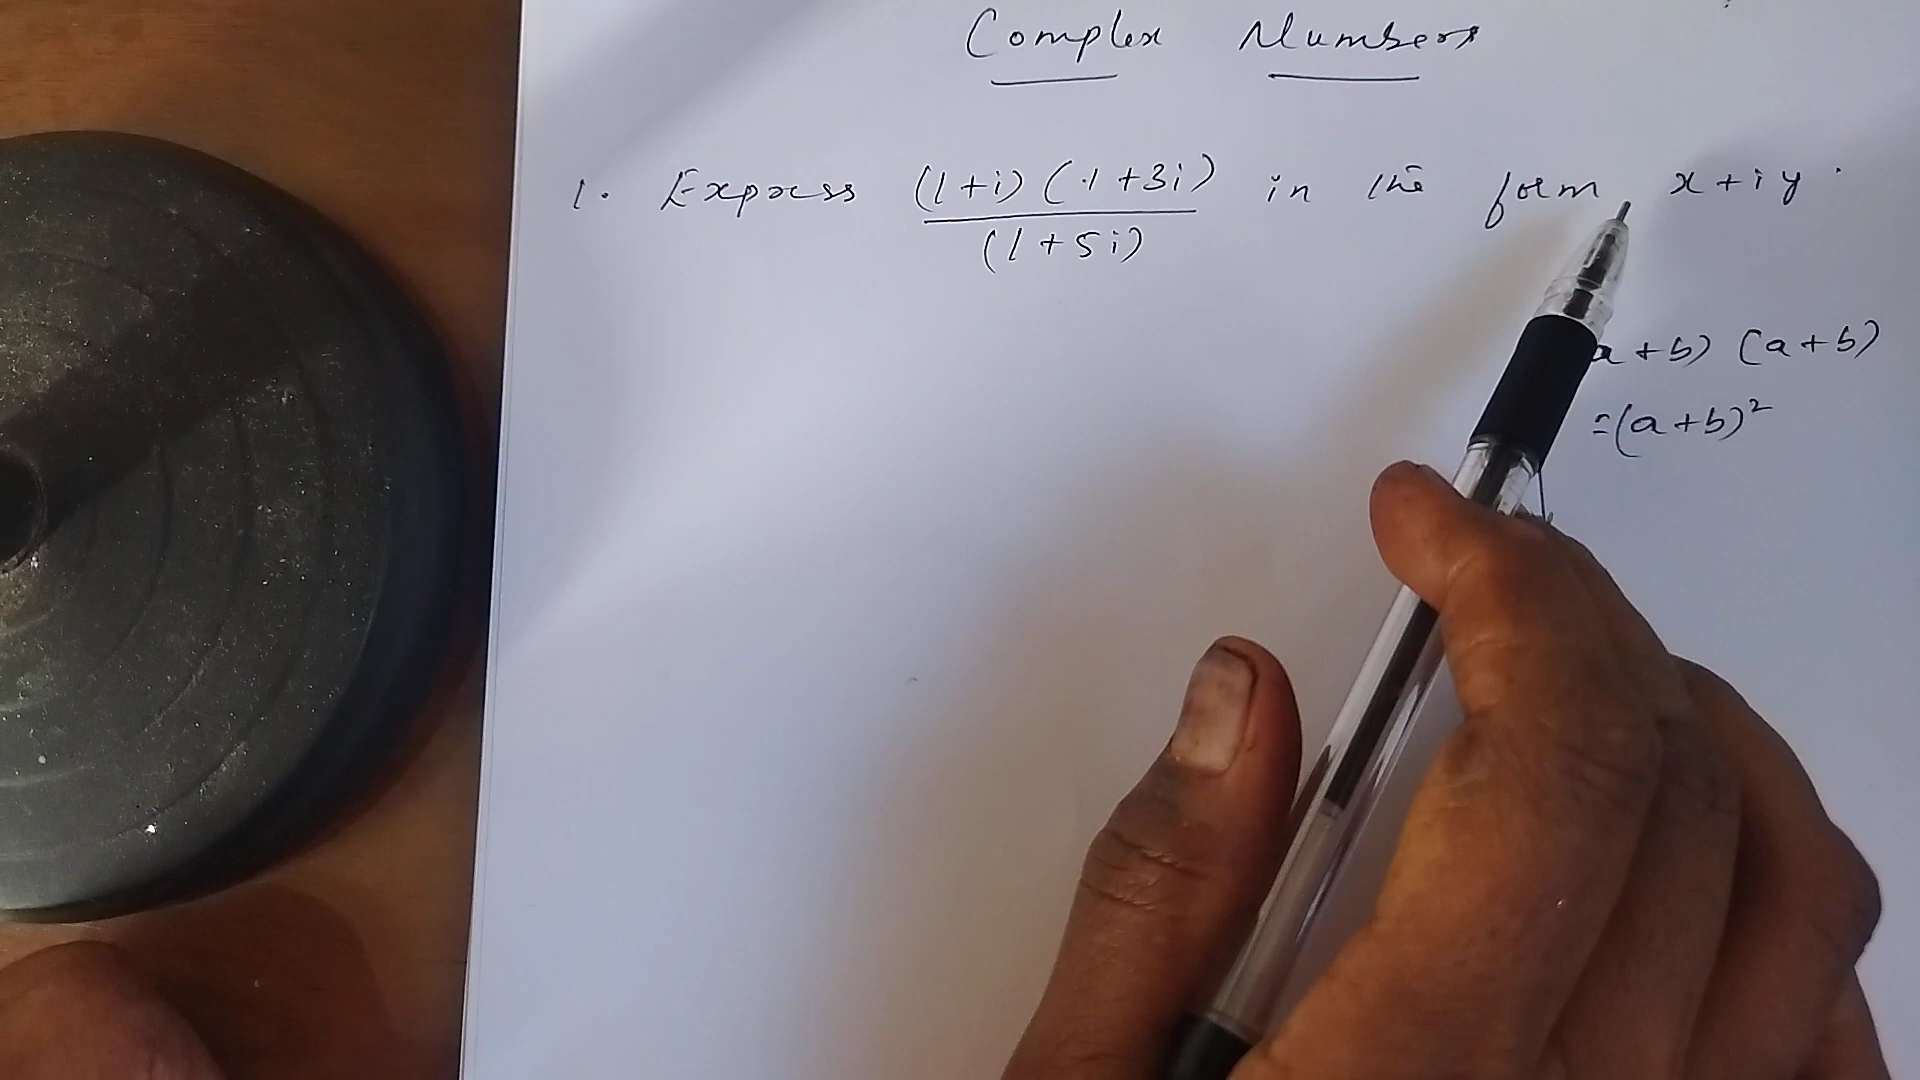 Complex Numbers
1. Express (1+i)(1+3i) in the form x+iy.
(1+5i)
a+b) (a+b)
=(a+b)²